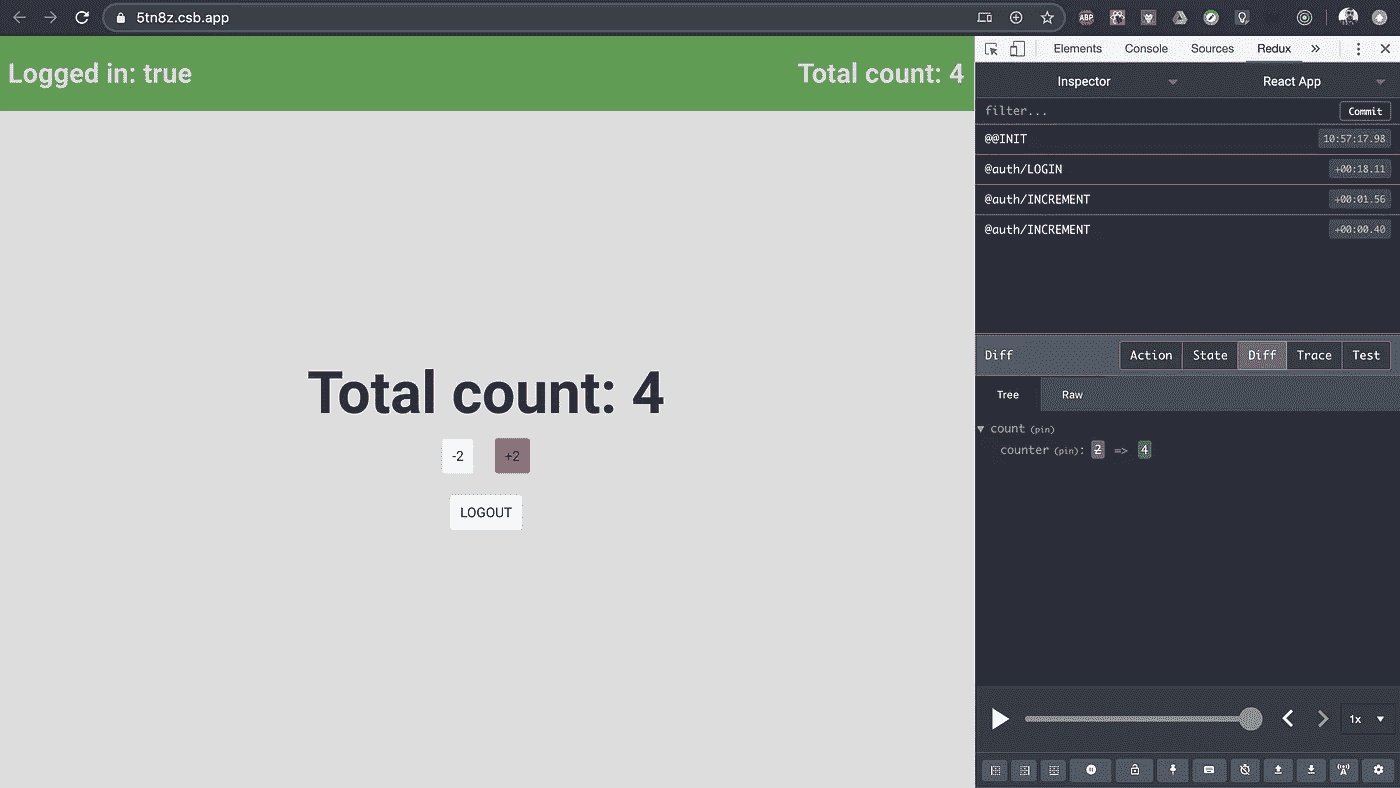 5tn8z.csb.app
ABP
Logged in: true
Total count: 4
Total count: 4
-2
+2
LOGOUT
Elements Console Sources Redux »
Inspector
React App
filter...
Commit
@@INIT
10:57:17.98
@auth/LOGIN
+00:18.11
@auth/INCREMENT
+00:01.56
@auth/INCREMENT
+00:00.40
Diff
Action State Diff Trace Test
Tree
Raw
count (pin)
counter (pin): 2 => 4
1x